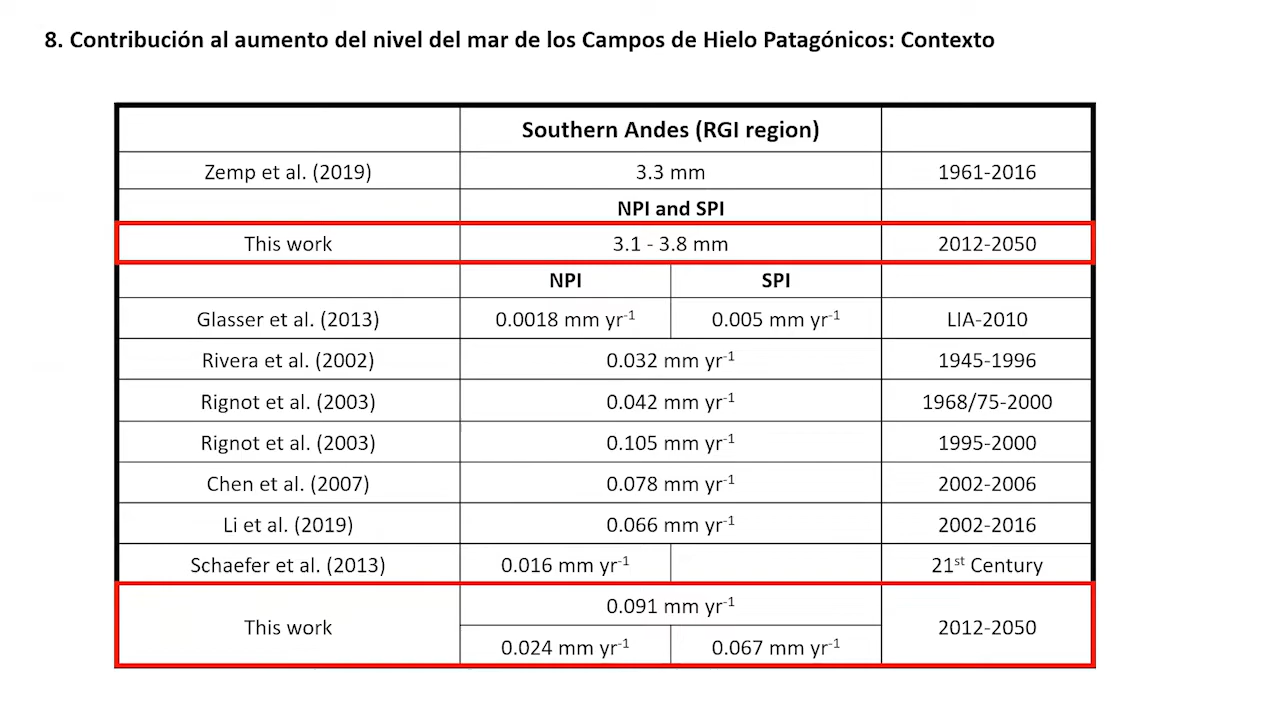 8. Contribución al aumento del nivel del mar de los Campos de Hielo Patagónicos: Contexto
Southern Andes (RGI region)
Zemp et al. (2019) 3.3 mm 1961-2016
NPI and SPI
This work 3.1 - 3.8 mm 2012-2050
NPI SPI
Glasser et al. (2013) 0.0018 mm yr⁻¹ 0.005 mm yr⁻¹ LIA-2010
Rivera et al. (2002) 0.032 mm yr⁻¹ 1945-1996
Rignot et al. (2003) 0.042 mm yr⁻¹ 1968/75-2000
Rignot et al. (2003) 0.105 mm yr⁻¹ 1995-2000
Chen et al. (2007) 0.078 mm yr⁻¹ 2002-2006
Li et al. (2019) 0.066 mm yr⁻¹ 2002-2016
Schaefer et al. (2013) 0.016 mm yr⁻¹ 21ˢᵗ Century
0.091 mm yr⁻¹
This work 2012-2050
0.024 mm yr⁻¹ 0.067 mm yr⁻¹